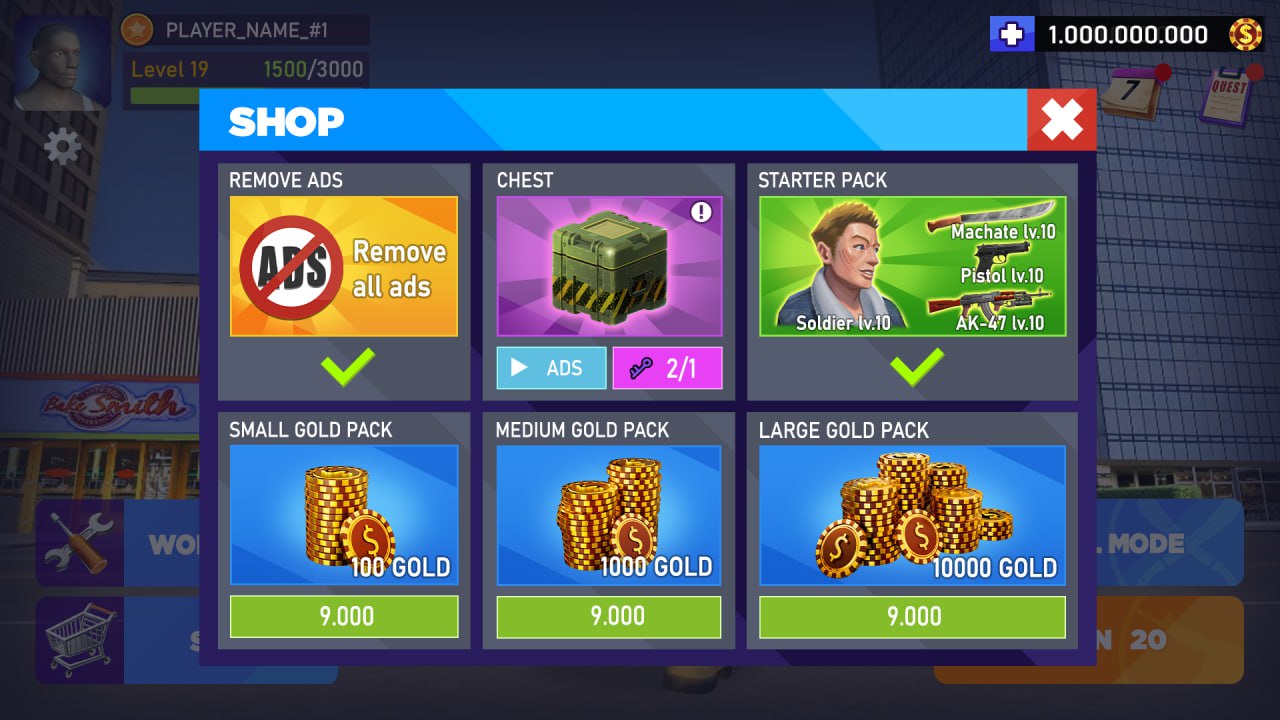 PLAYER_NAME_#1
1.000.000.000
Level 19 1500/3000
7
QUEST
SHOP
REMOVE ADS
CHEST
STARTER PACK
ADS
Remove
all ads
!
Machate lv.10
Pistol lv.10
Soldier lv.10
AK-47 lv.10
ADS
2/1
SMALL GOLD PACK
MEDIUM GOLD PACK
LARGE GOLD PACK
100 GOLD
1000 GOLD
10000 GOLD
9.000
9.000
9.000
MODE
20